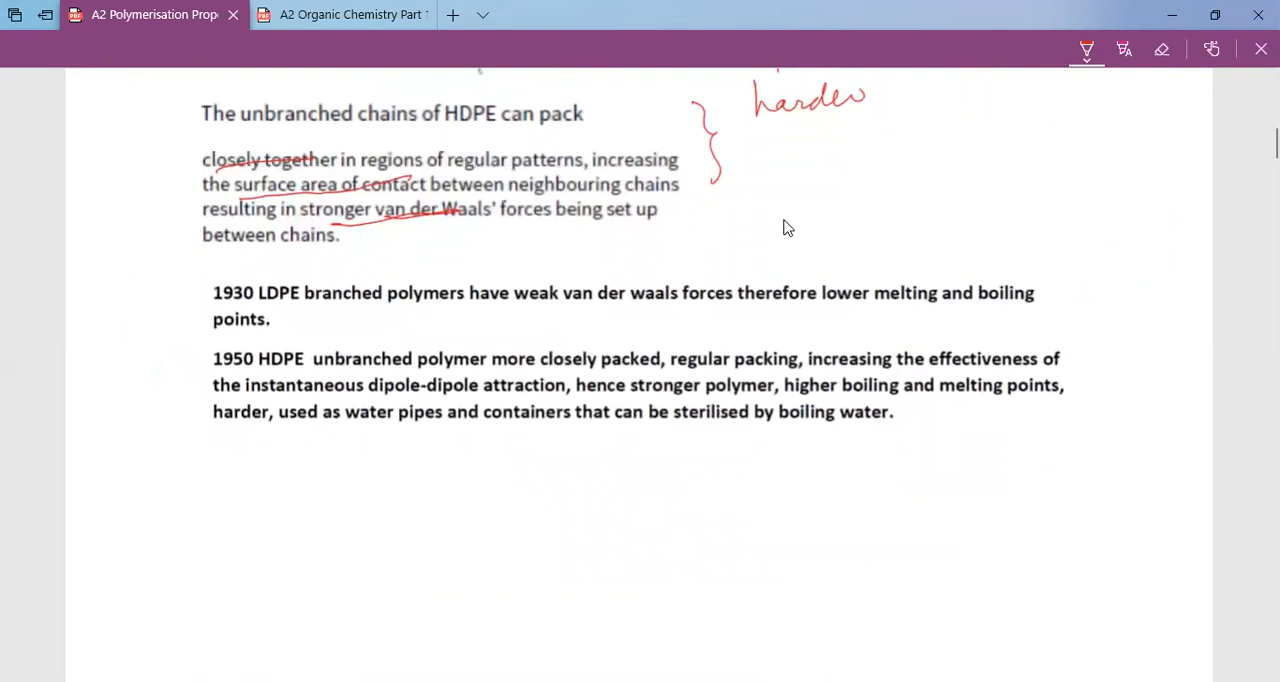 A2 Polymerisation Prop
A2 Organic Chemistry Part
harder
The unbranched chains of HDPE can pack
closely together in regions of regular patterns, increasing
the surface area of contact between neighbouring chains
resulting in stronger van der Waals' forces being set up
between chains.
1930 LDPE branched polymers have weak van der waals forces therefore lower melting and boiling
points.
1950 HDPE unbranched polymer more closely packed, regular packing, increasing the effectiveness of
the instantaneous dipole-dipole attraction, hence stronger polymer, higher boiling and melting points,
harder, used as water pipes and containers that can be sterilised by boiling water.